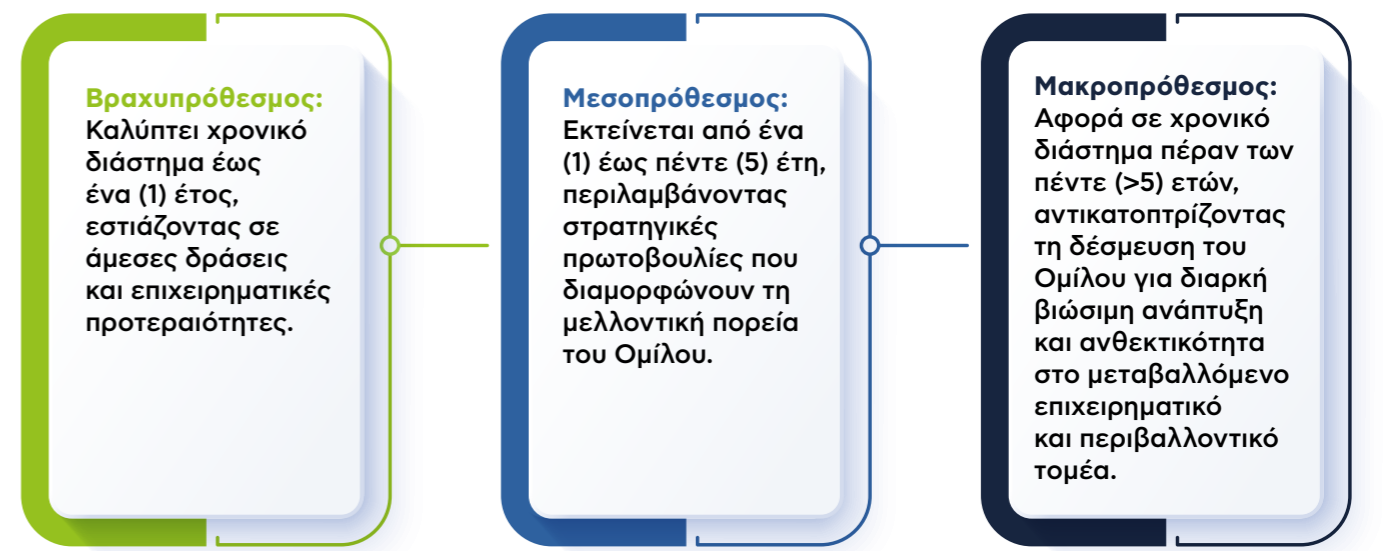 Βραχυπρόθεσμος:
Καλύπτει χρονικό
διάστημα έως
ένα (1) έτος,
εστιάζοντας σε
άμεσες δράσεις
και επιχειρηματικές
προτεραιότητες.
Μεσοπρόθεσμος:
Εκτείνεται από ένα
(1) έως πέντε (5) έτη,
περιλαμβάνοντας
στρατηγικές
πρωτοβουλίες που
διαμορφώνουν τη
μελλοντική πορεία
του Ομίλου.
Μακροπρόθεσμος:
Αφορά σε χρονικό
διάστημα πέραν των
πέντε (>5) ετών,
αντικατοπτρίζοντας
τη δέσμευση του
Ομίλου για διαρκή
βιώσιμη ανάπτυξη
και ανθεκτικότητα
στο μεταβαλλόμενο
επιχειρηματικό
και περιβαλλοντικό
τομέα.